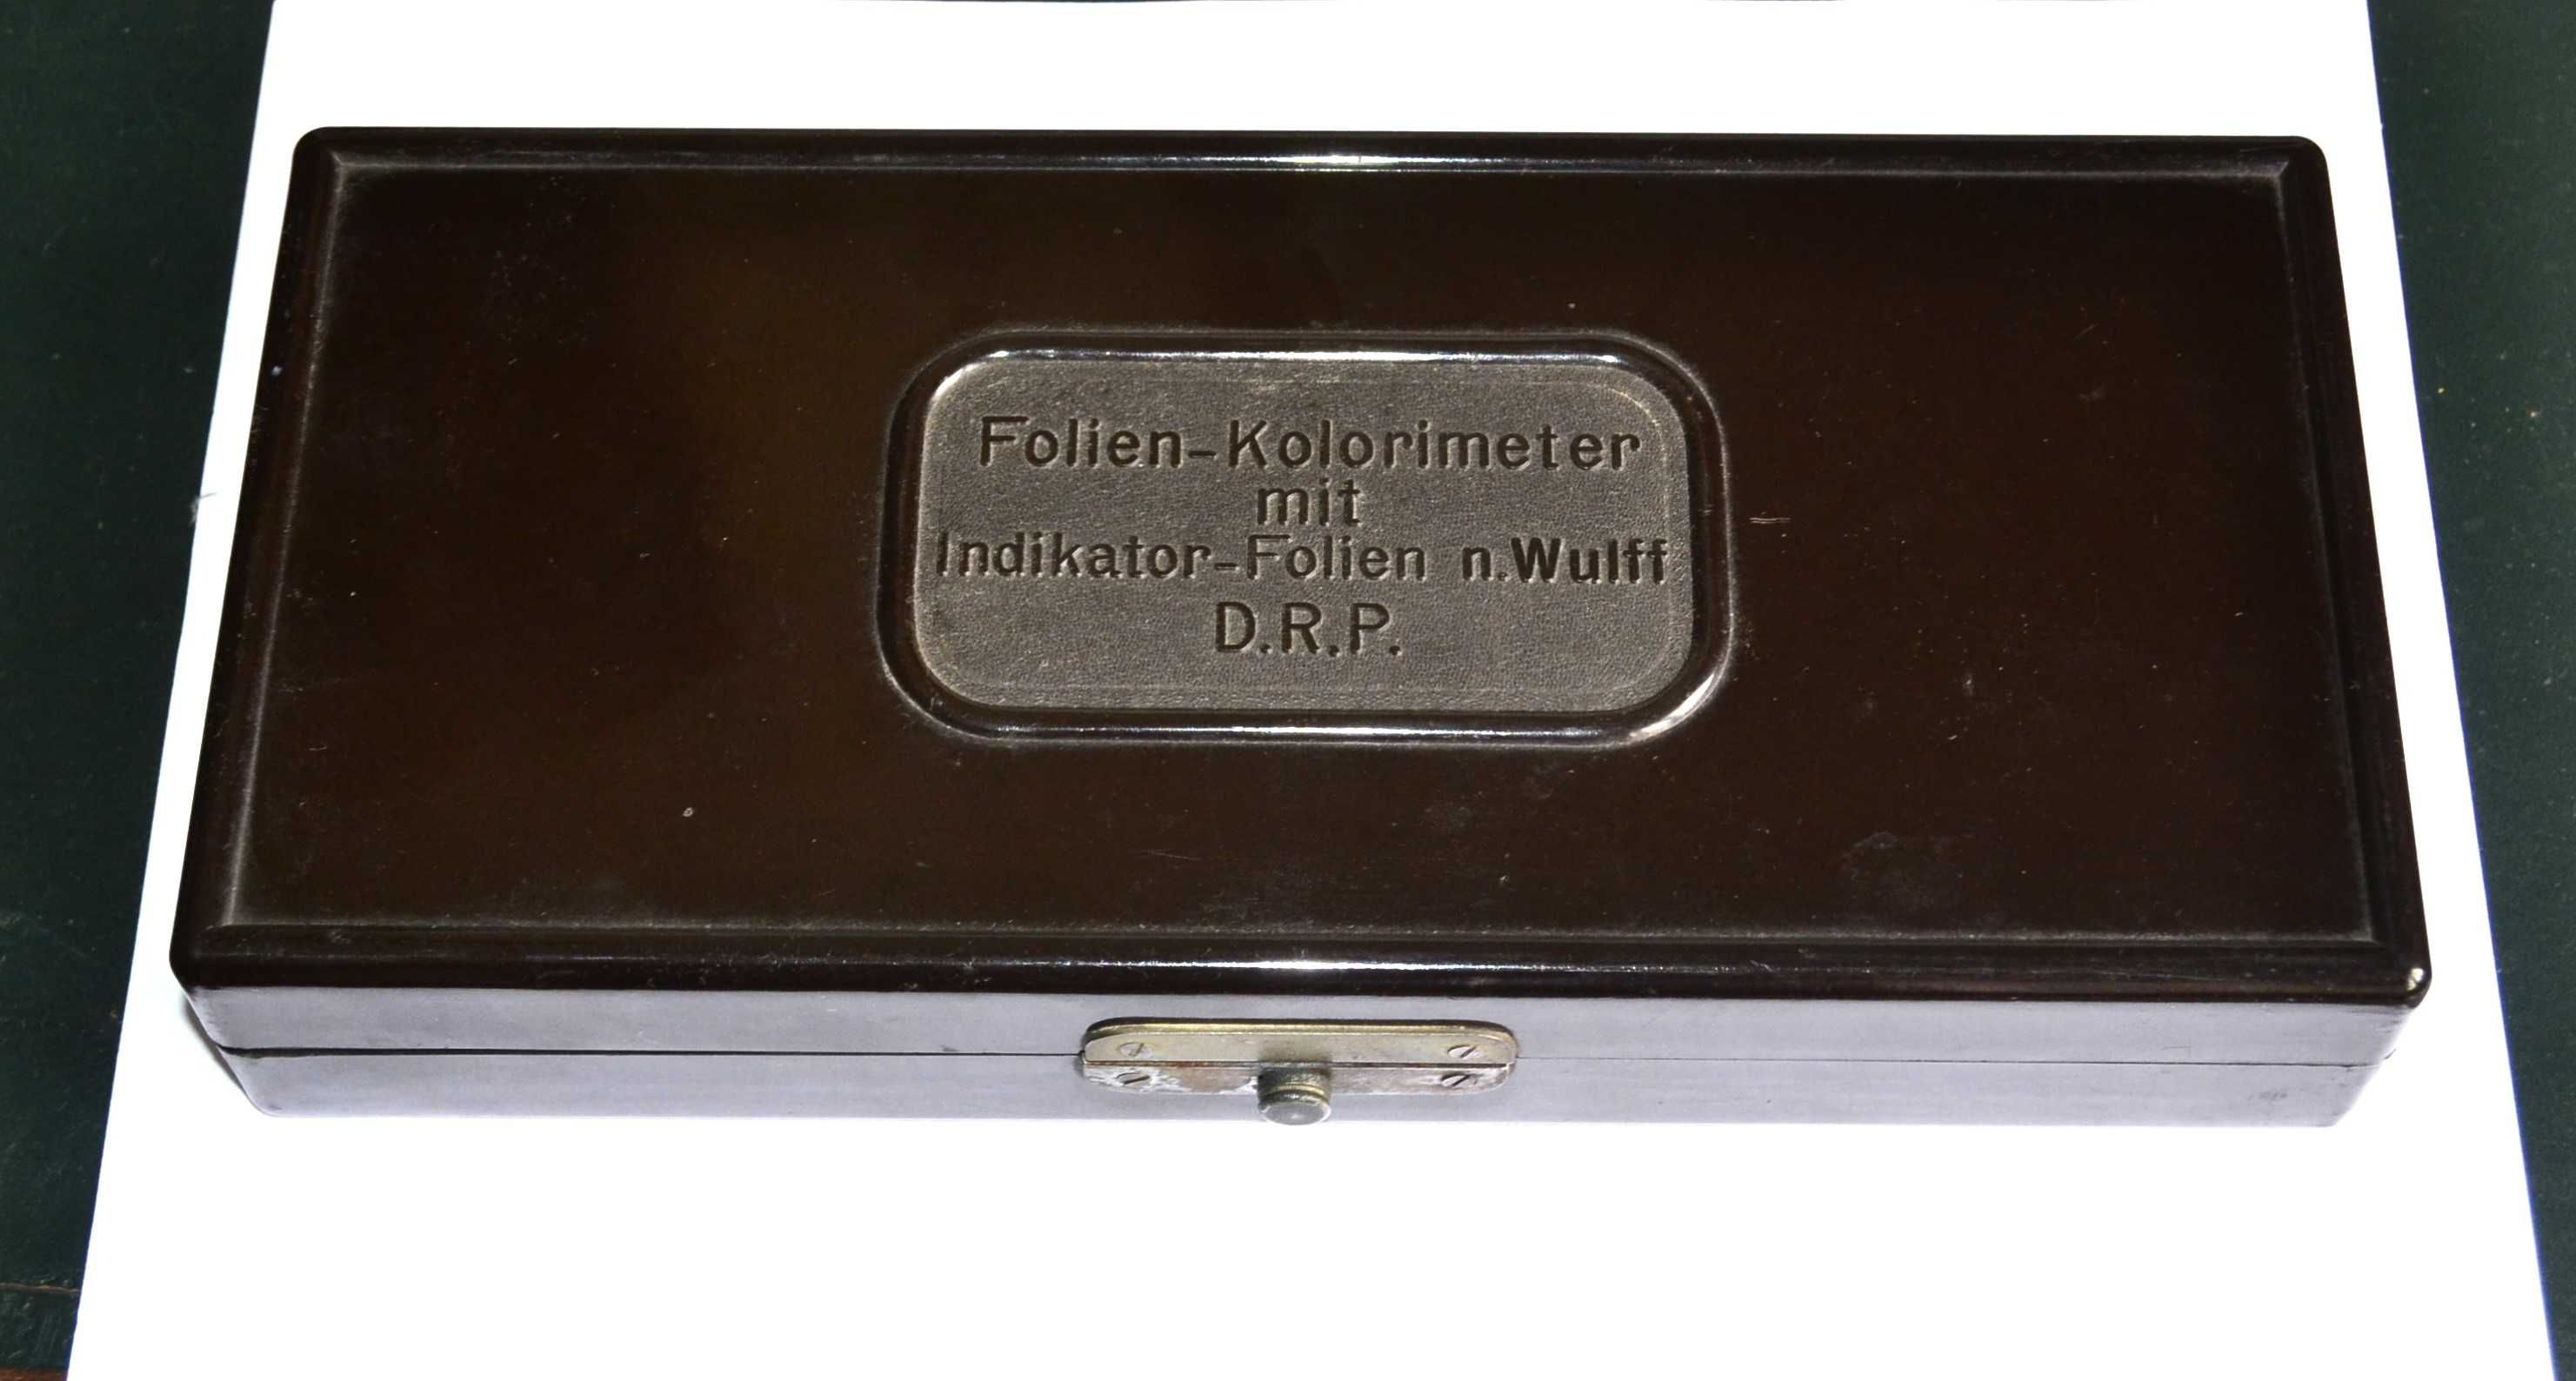 Folien-Kolorimeter
mit
Indikator-Folien n.Wulff
D.R.P.